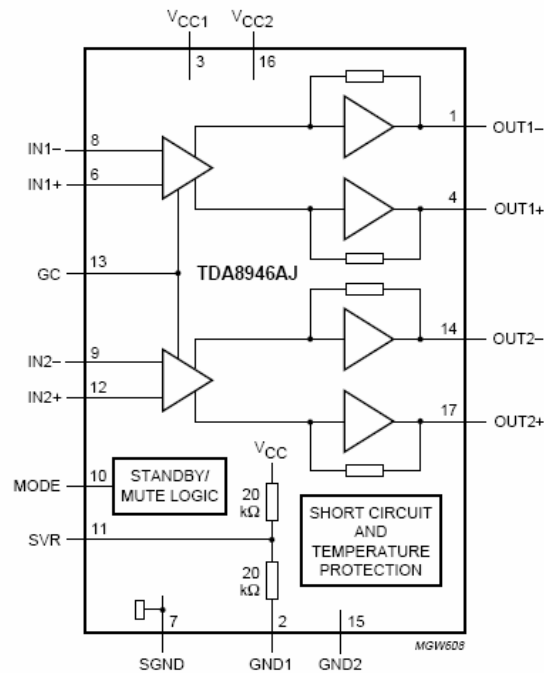 VCC1 VCC2
3 16
1 OUT1–
IN1– 8
IN1+ 6
4 OUT1+
GC 13
TDA8946AJ
IN2– 9
14 OUT2–
IN2+ 12
17 OUT2+
VCC
MODE 10
STANDBY/
MUTE LOGIC
20
kΩ
SHORT CIRCUIT
AND
TEMPERATURE
PROTECTION
SVR 11
20
kΩ
7 2 15
MGW608
SGND GND1 GND2